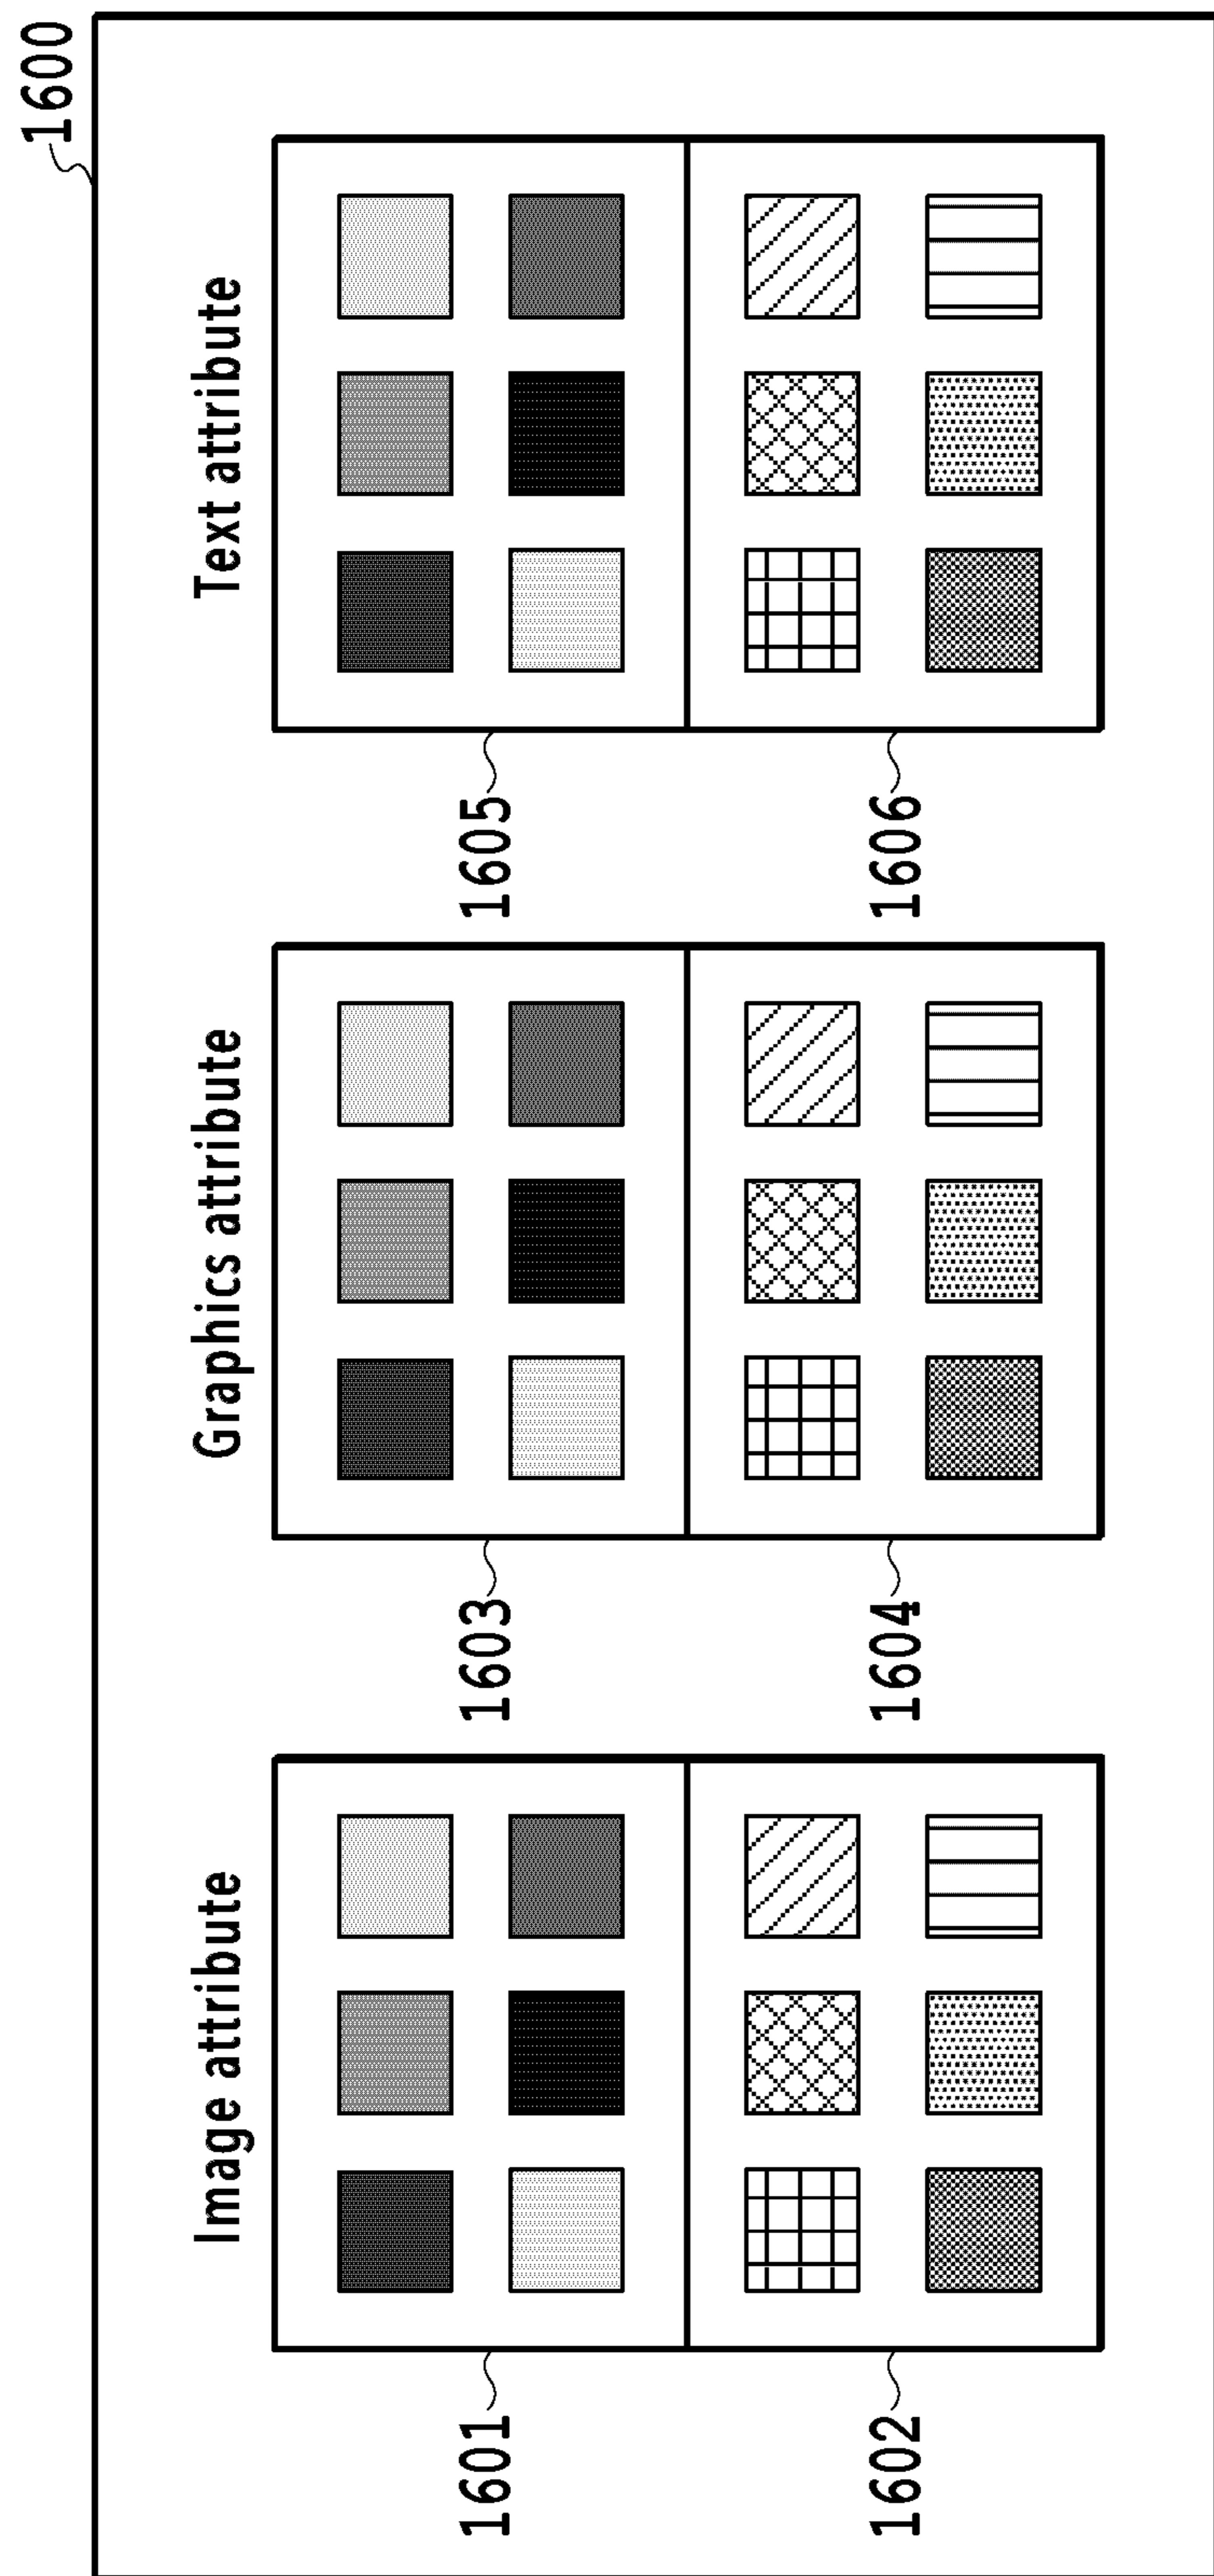 1600
Image attribute
Graphics attribute
Text attribute
1601
1603
1605
1602
1604
1606